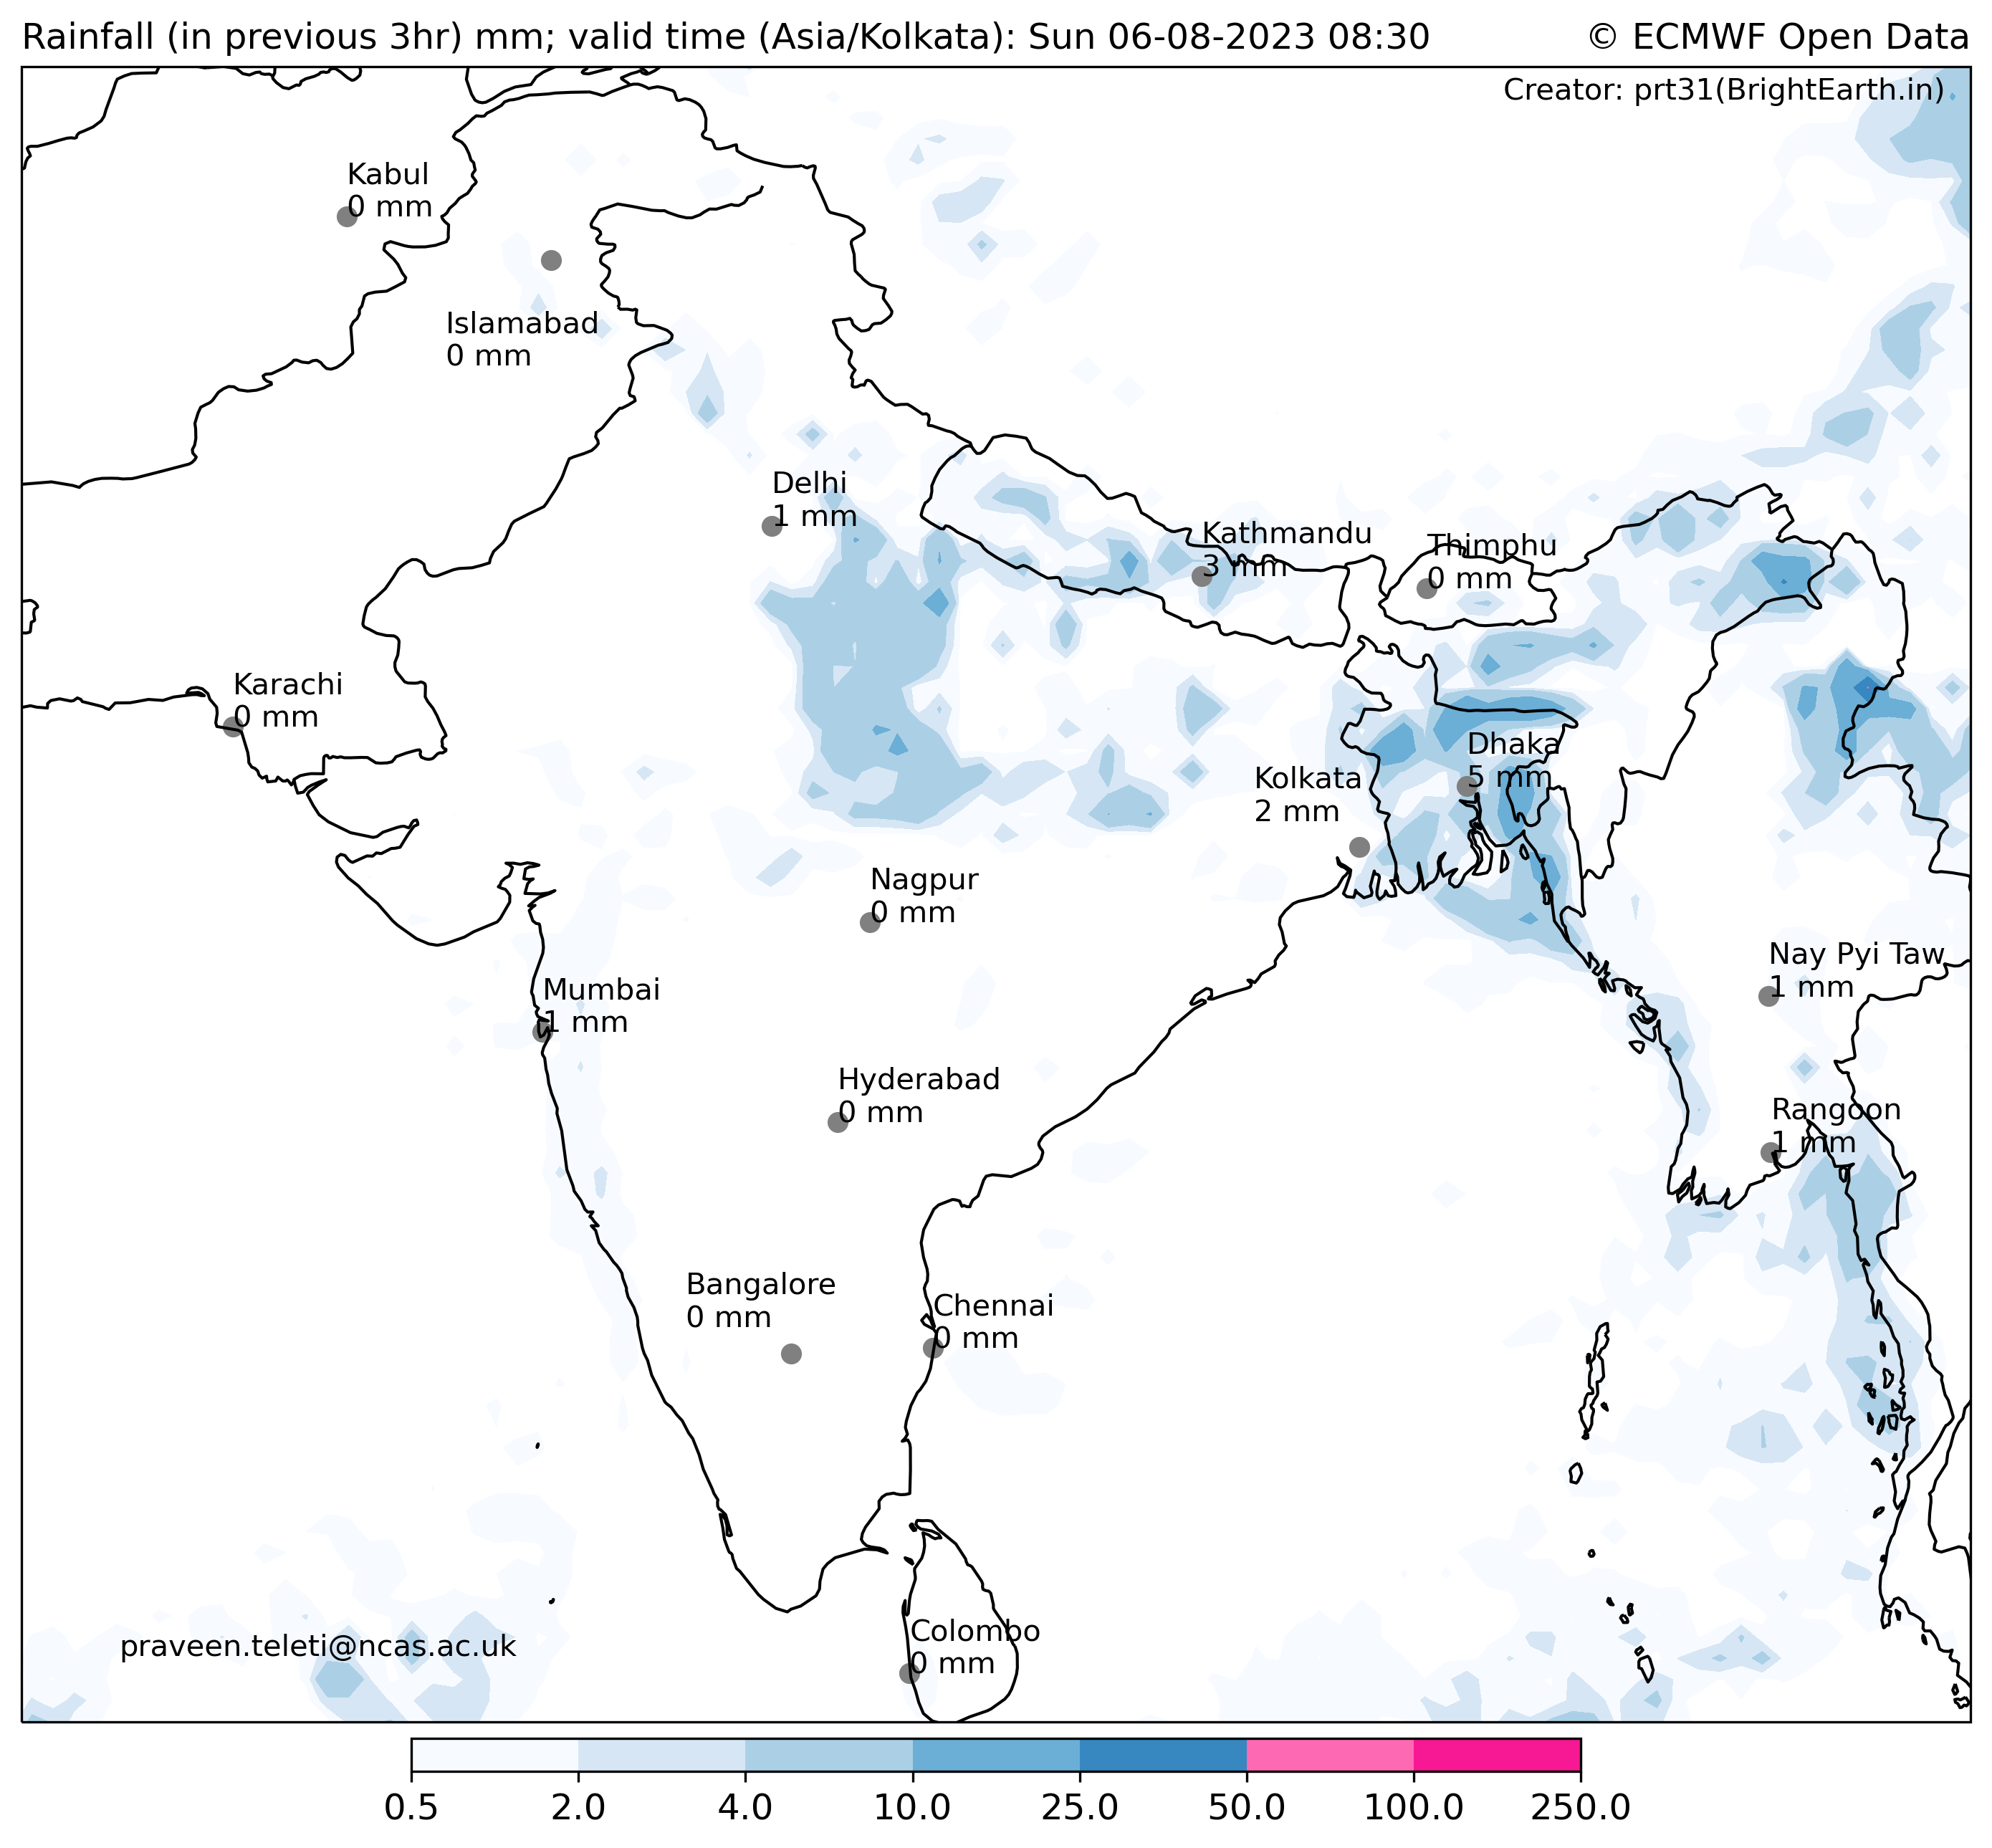 Rainfall (in previous 3hr) mm; valid time (Asia/Kolkata): Sun 06-08-2023 08:30
© ECMWF Open Data
Creator: prt31(BrightEarth.in)
Kabul
0 mm
Islamabad
0 mm
Delhi
1 mm
Kathmandu
3 mm
Thimphu
0 mm
Karachi
0 mm
Dhaka
5 mm
Kolkata
2 mm
Nagpur
0 mm
Nay Pyi Taw
1 mm
Mumbai
1 mm
Hyderabad
0 mm
Rangoon
1 mm
Bangalore
0 mm
Chennai
0 mm
Colombo
0 mm
praveen.teleti@ncas.ac.uk
0.5 2.0 4.0 10.0 25.0 50.0 100.0 250.0